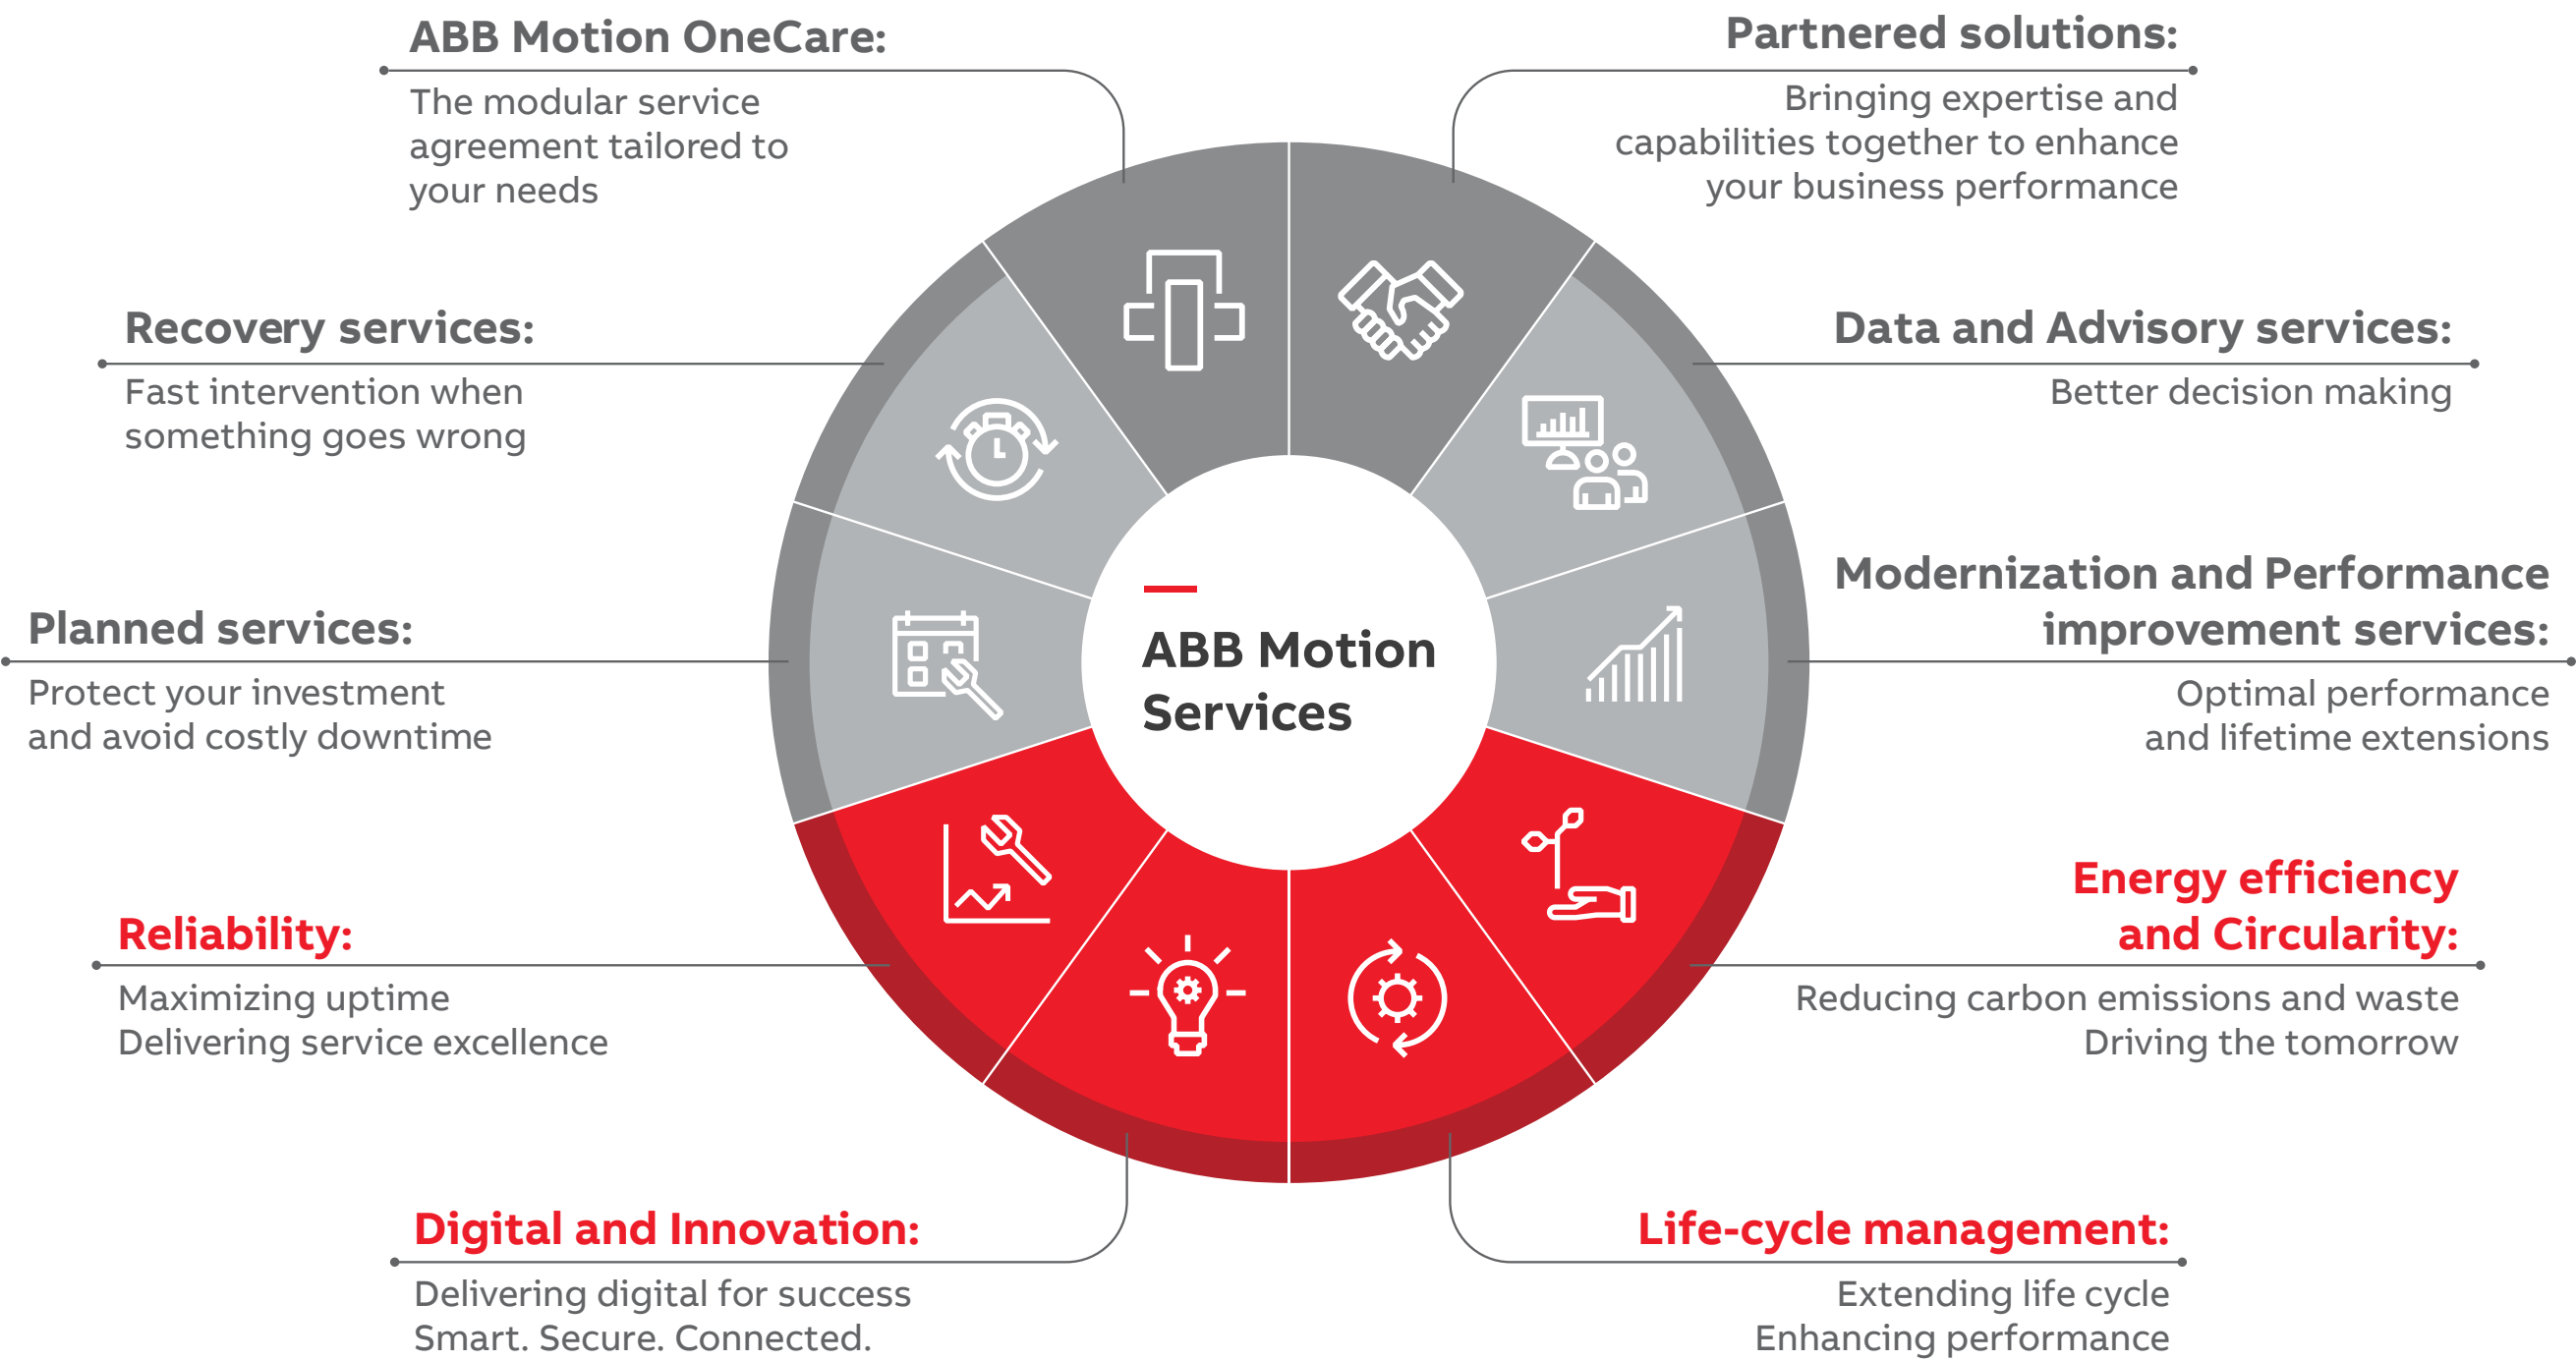 ABB Motion OneCare:
The modular service
agreement tailored to
your needs
Partnered solutions:
Bringing expertise and
capabilities together to enhance
your business performance
Recovery services:
Fast intervention when
something goes wrong
Data and Advisory services:
Better decision making
Planned services:
Protect your investment
and avoid costly downtime
ABB Motion
Services
Modernization and Performance
improvement services:
Optimal performance
and lifetime extensions
Reliability:
Maximizing uptime
Delivering service excellence
Energy efficiency
and Circularity:
Reducing carbon emissions and waste
Driving the tomorrow
Digital and Innovation:
Delivering digital for success
Smart. Secure. Connected.
Life-cycle management:
Extending life cycle
Enhancing performance